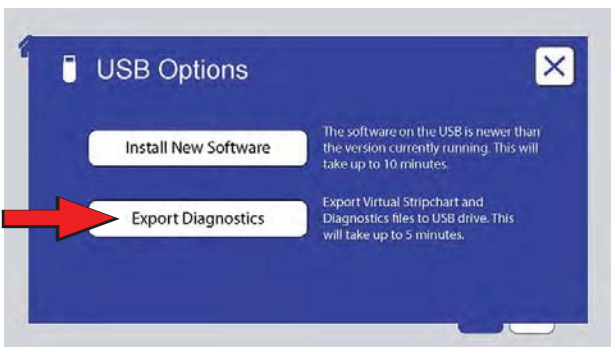 USB Options
Install New Software
The software on the USB is newer than
the version currently running. This will
take up to 10 minutes.
Export Diagnostics
Export Virtual Stripchart and
Diagnostics files to USB drive. This
will take up to 5 minutes.